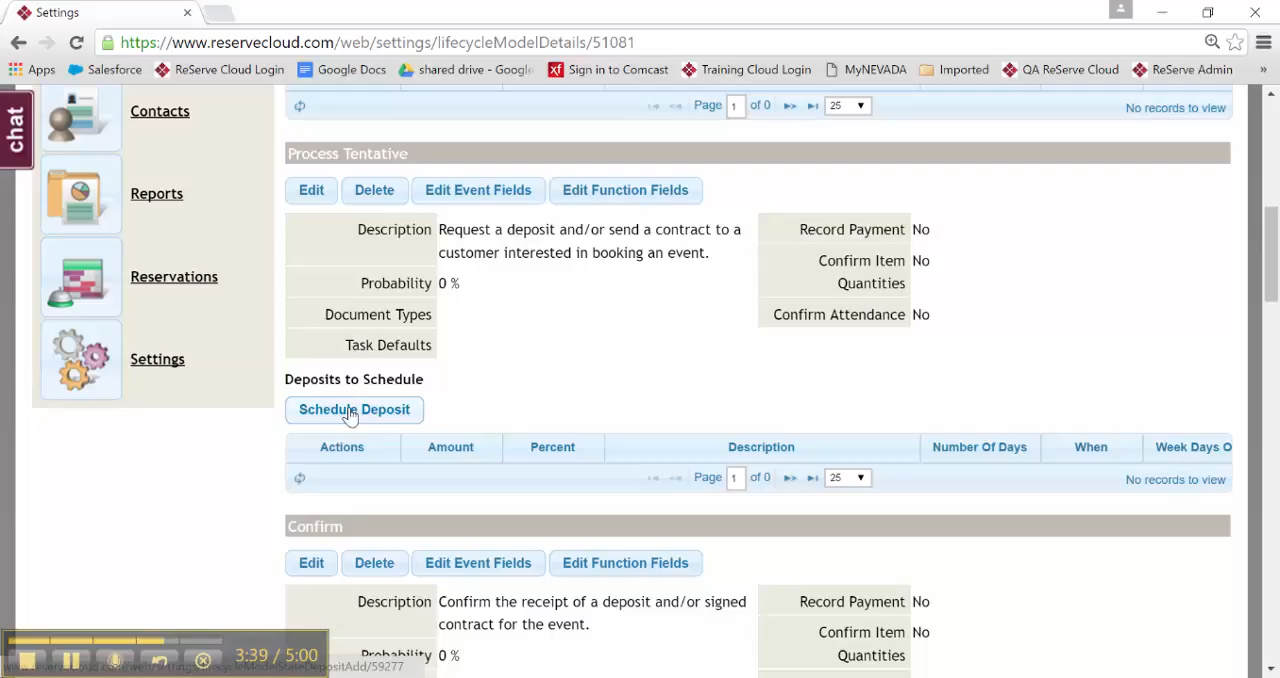 Settings
https://www.reservecloud.com/web/settings/lifecycleModelDetails/51081
Apps Salesforce ReServe Cloud Login Google Docs shared drive - Google Sign in to Comcast Training Cloud Login MyNEVADA Imported QA ReServe Cloud ReServe Admin »
chat
Contacts
Reports
Reservations
Settings
Page 1 of 0 25 No records to view
Process Tentative
Edit Delete Edit Event Fields Edit Function Fields
Description Request a deposit and/or send a contract to a
customer interested in booking an event.
Probability 0 %
Document Types
Task Defaults
Record Payment No
Confirm Item No
Quantities
Confirm Attendance No
Deposits to Schedule
Schedule Deposit
Actions Amount Percent Description Number Of Days When Week Days O
Page 1 of 0 25 No records to view
Confirm
Edit Delete Edit Event Fields Edit Function Fields
Description Confirm the receipt of a deposit and/or signed
contract for the event.
Probability 0 %
Record Payment No
Confirm Item No
Quantities
3:39 / 5:00